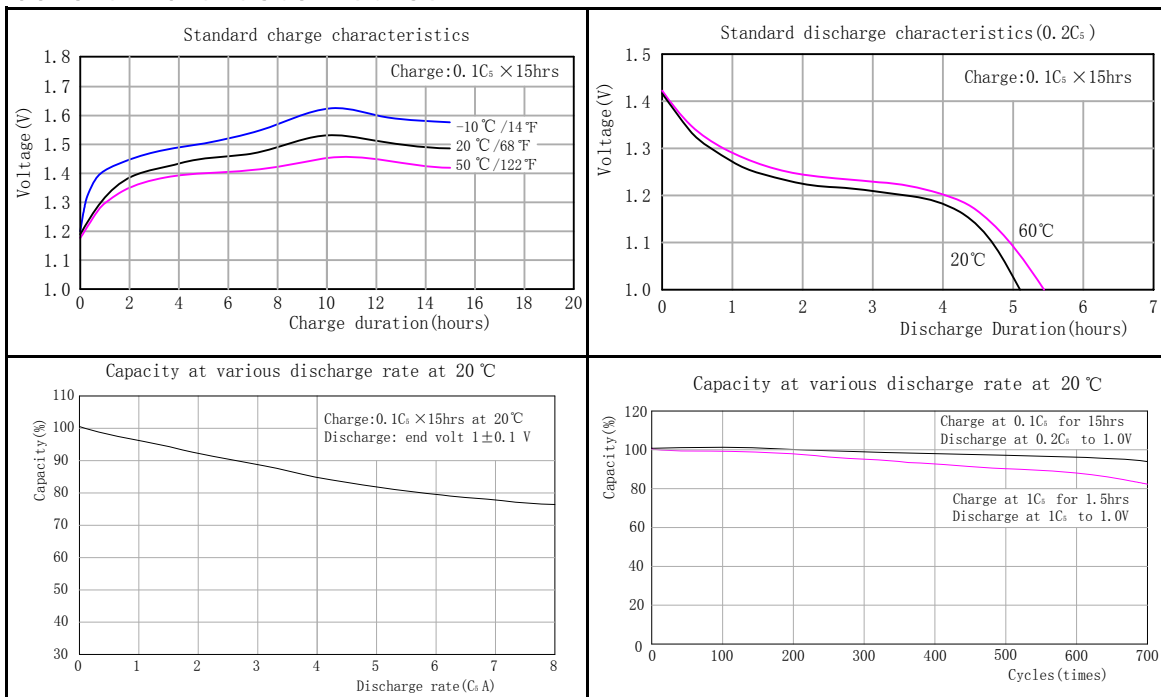 Standard charge characteristics
Charge:0.1C₅ ×15hrs
Voltage(V)
1.8
1.7
1.6
1.5
1.4
1.3
1.2
1.1
1.0
-10℃/14℉
20℃/68℉
50℃/122℉
0 2 4 6 8 10 12 14 16 18 20
Charge duration(hours)
Standard discharge characteristics(0.2C₅)
Charge:0.1C₅ ×15hrs
Voltage(V)
1.5
1.4
1.3
1.2
1.1
1.0
60℃
20℃
0 1 2 3 4 5 6 7
Discharge Duration(hours)
Capacity at various discharge rate at 20℃
Charge:0.1C₅ ×15hrs at 20℃
Discharge: end volt 1±0.1 V
Capacity(%)
110
100
90
80
70
60
50
40
30
0 1 2 3 4 5 6 7 8
Discharge rate(C₅A)
Capacity at various discharge rate at 20℃
Charge at 0.1C₅ for 15hrs
Discharge at 0.2C₅ to 1.0V
Capacity(%)
120
100
80
60
40
20
0
Charge at 1C₅ for 1.5hrs
Discharge at 1C₅ to 1.0V
0 100 200 300 400 500 600 700
Cycles(times)